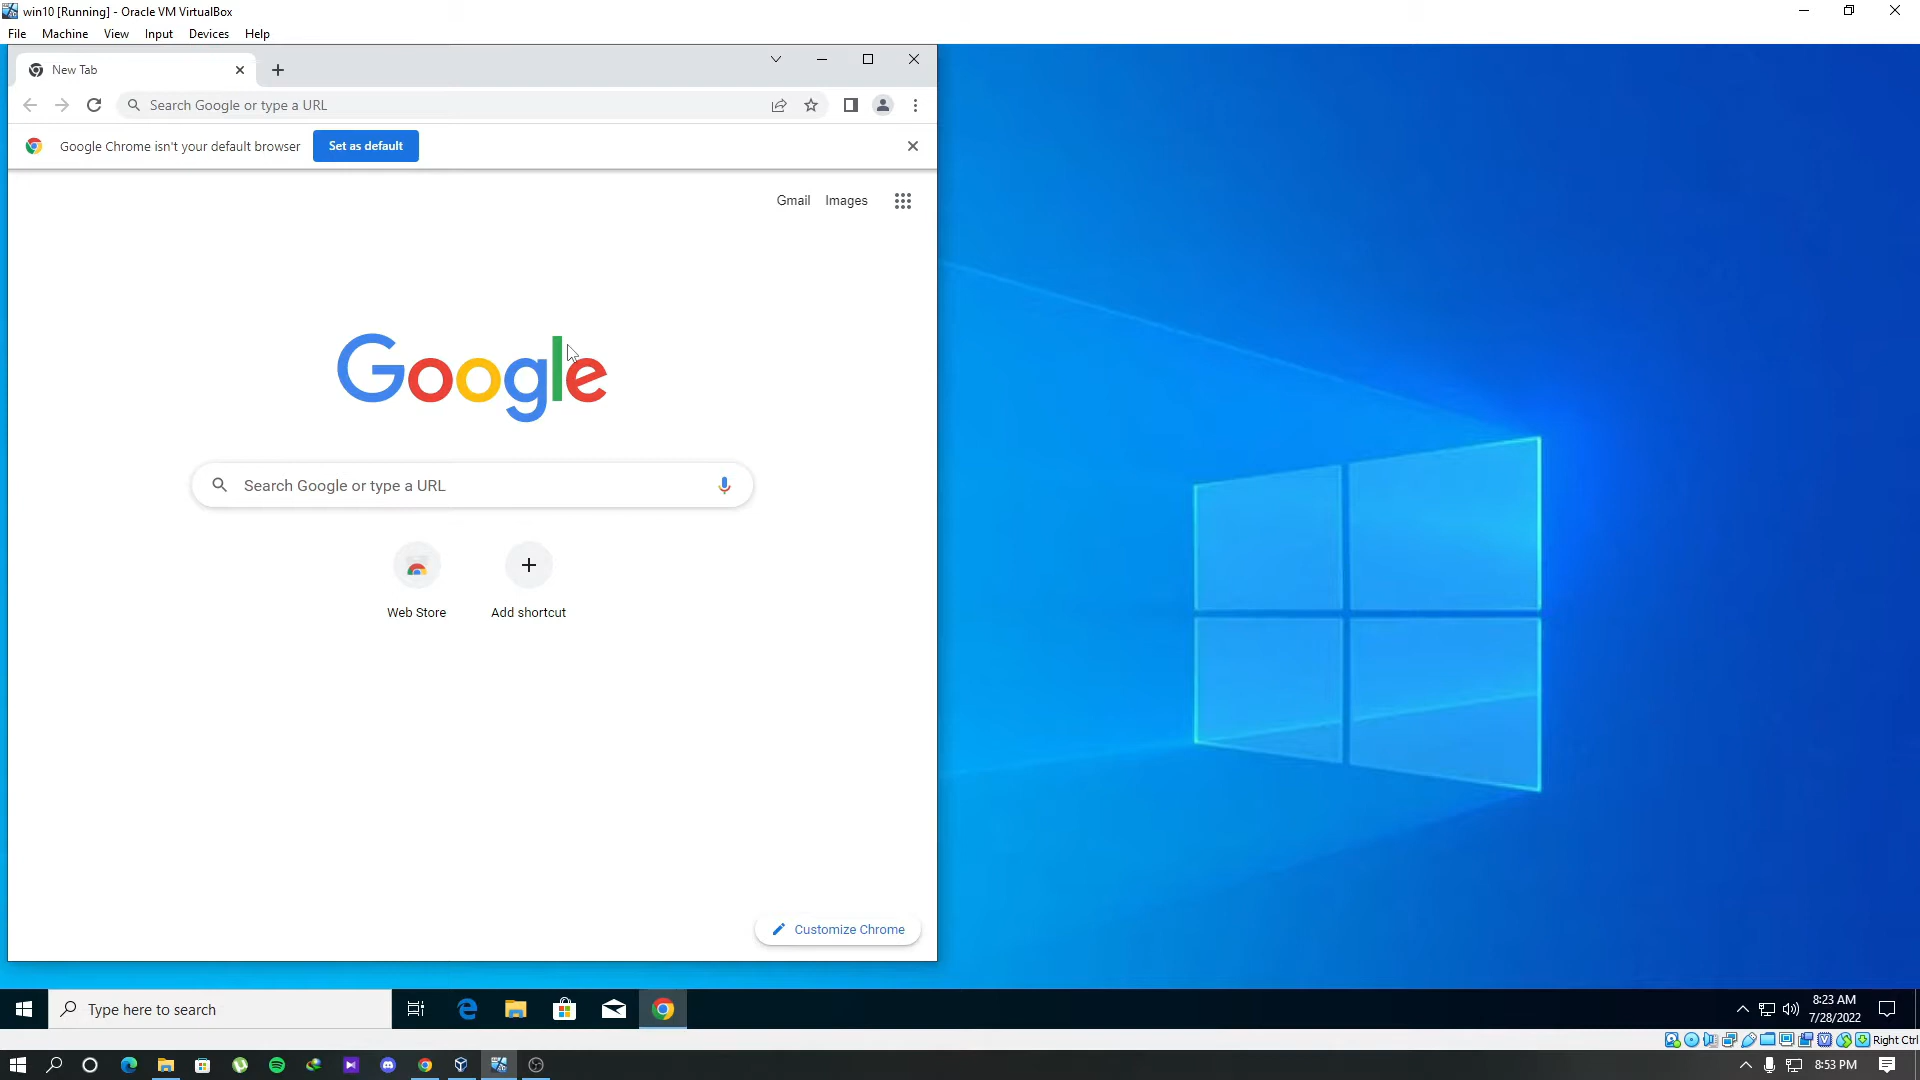 win10 [Running] - Oracle VM VirtualBox
File Machine View Input Devices Help
New Tab
Search Google or type a URL
Google Chrome isn't your default browser Set as default
Gmail Images
Google
Search Google or type a URL
Web Store Add shortcut
Customize Chrome
Type here to search
8:23 AM
7/28/2022
Right Ctrl
8:53 PM